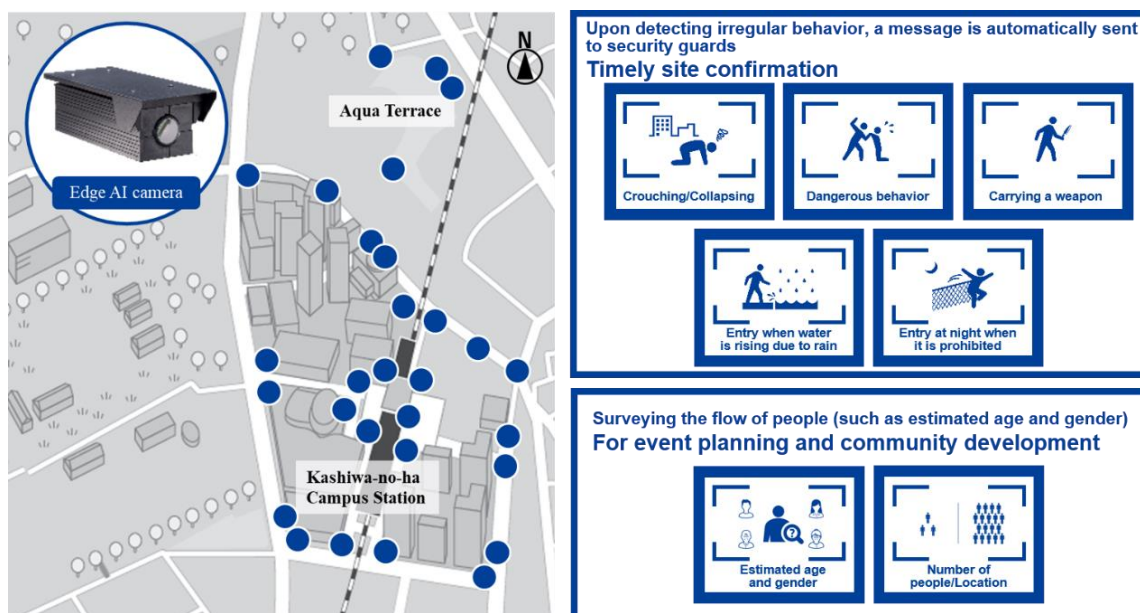 N
Aqua Terrace
Edge AI camera
Kashiwa-no-ha
Campus Station
Upon detecting irregular behavior, a message is automatically sent
to security guards
Timely site confirmation
Crouching/Collapsing
Dangerous behavior
Carrying a weapon
Entry when water
is rising due to rain
Entry at night when
it is prohibited
Surveying the flow of people (such as estimated age and gender)
For event planning and community development
?
Estimated age
and gender
Number of
people/Location